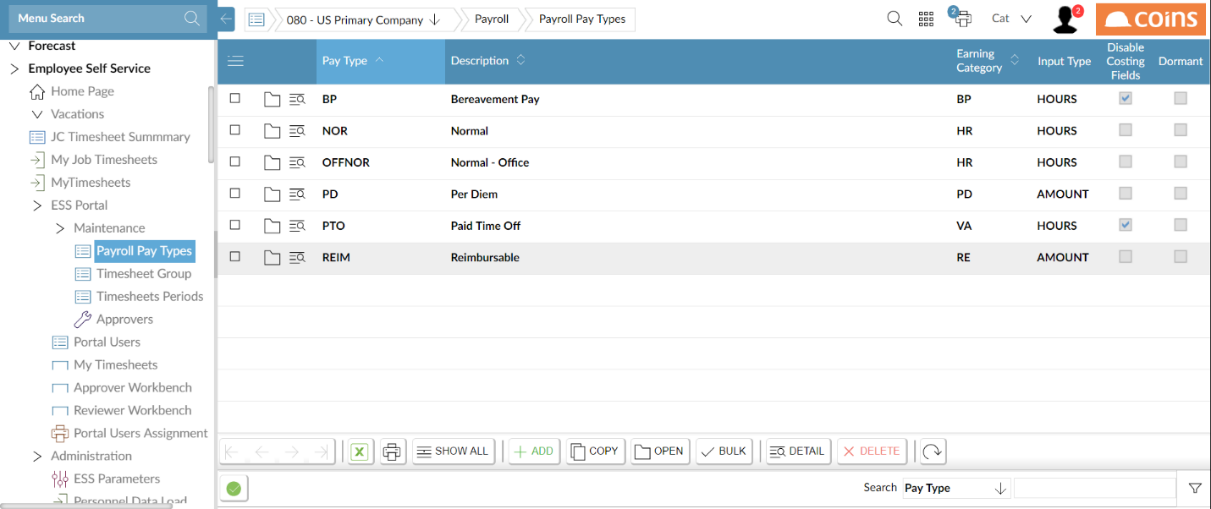 Menu Search
080 - US Primary Company
Payroll
Payroll Pay Types
2
Cat
2
coins
Forecast
Employee Self Service
Home Page
Vacations
JC Timesheet Summmary
My Job Timesheets
MyTimesheets
ESS Portal
Maintenance
Payroll Pay Types
Timesheet Group
Timesheets Periods
Approvers
Portal Users
My Timesheets
Approver Workbench
Reviewer Workbench
Portal Users Assignment
Administration
ESS Parameters
Personnel Data Load
Pay Type Description Earning Category Input Type Disable Costing Fields Dormant
BP Bereavement Pay BP HOURS
NOR Normal HR HOURS
OFFNOR Normal - Office HR HOURS
PD Per Diem PD AMOUNT
PTO Paid Time Off VA HOURS
REIM Reimbursable RE AMOUNT
X SHOW ALL ADD COPY OPEN BULK DETAIL DELETE
Search Pay Type